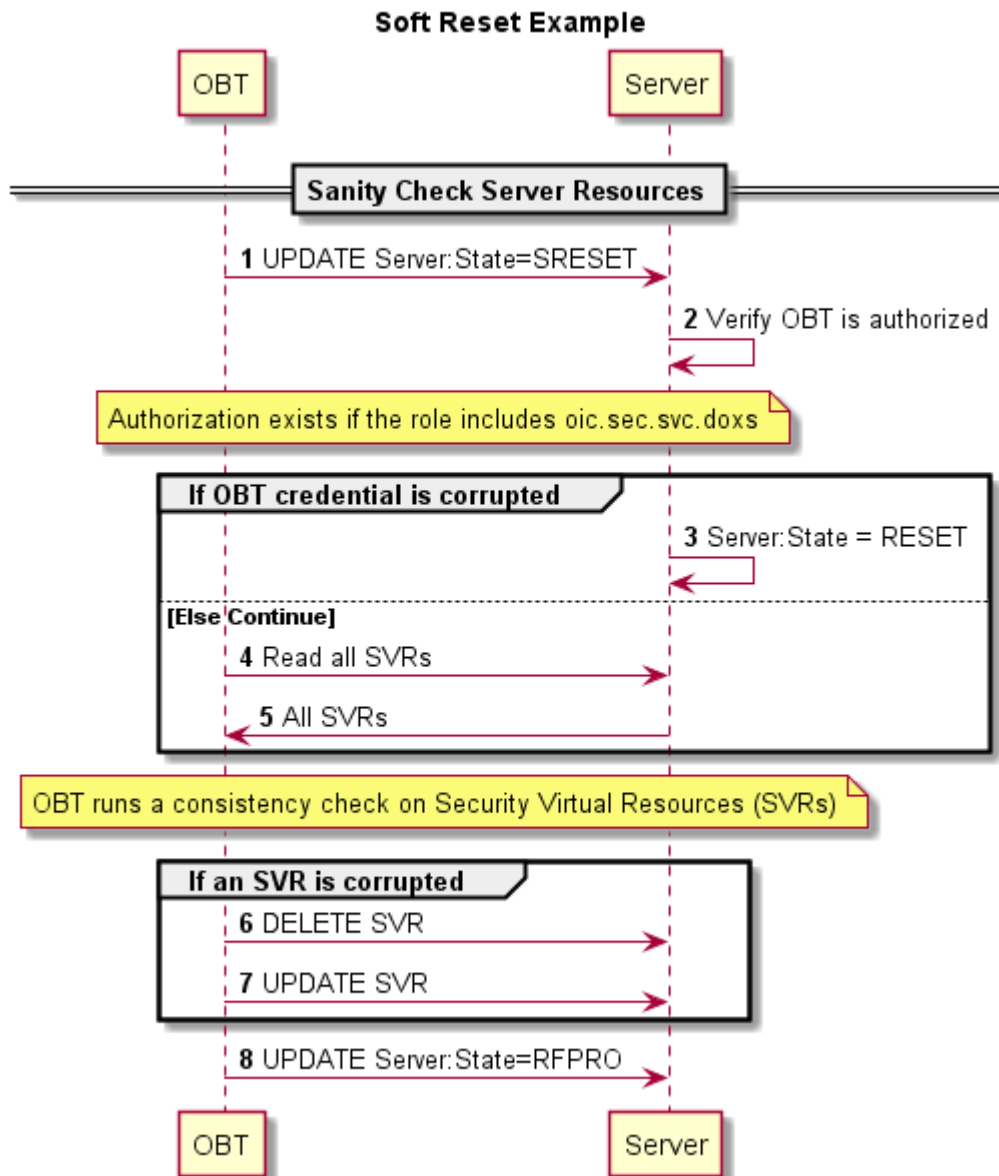 Soft Reset Example
OBT
Server
Sanity Check Server Resources
1 UPDATE Server:State=SRESET
2 Verify OBT is authorized
Authorization exists if the role includes oic.sec.svc.doxs
If OBT credential is corrupted
3 Server:State = RESET
[Else Continue]
4 Read all SVRs
5 All SVRs
OBT runs a consistency check on Security Virtual Resources (SVRs)
If an SVR is corrupted
6 DELETE SVR
7 UPDATE SVR
8 UPDATE Server:State=RFPRO
OBT
Server